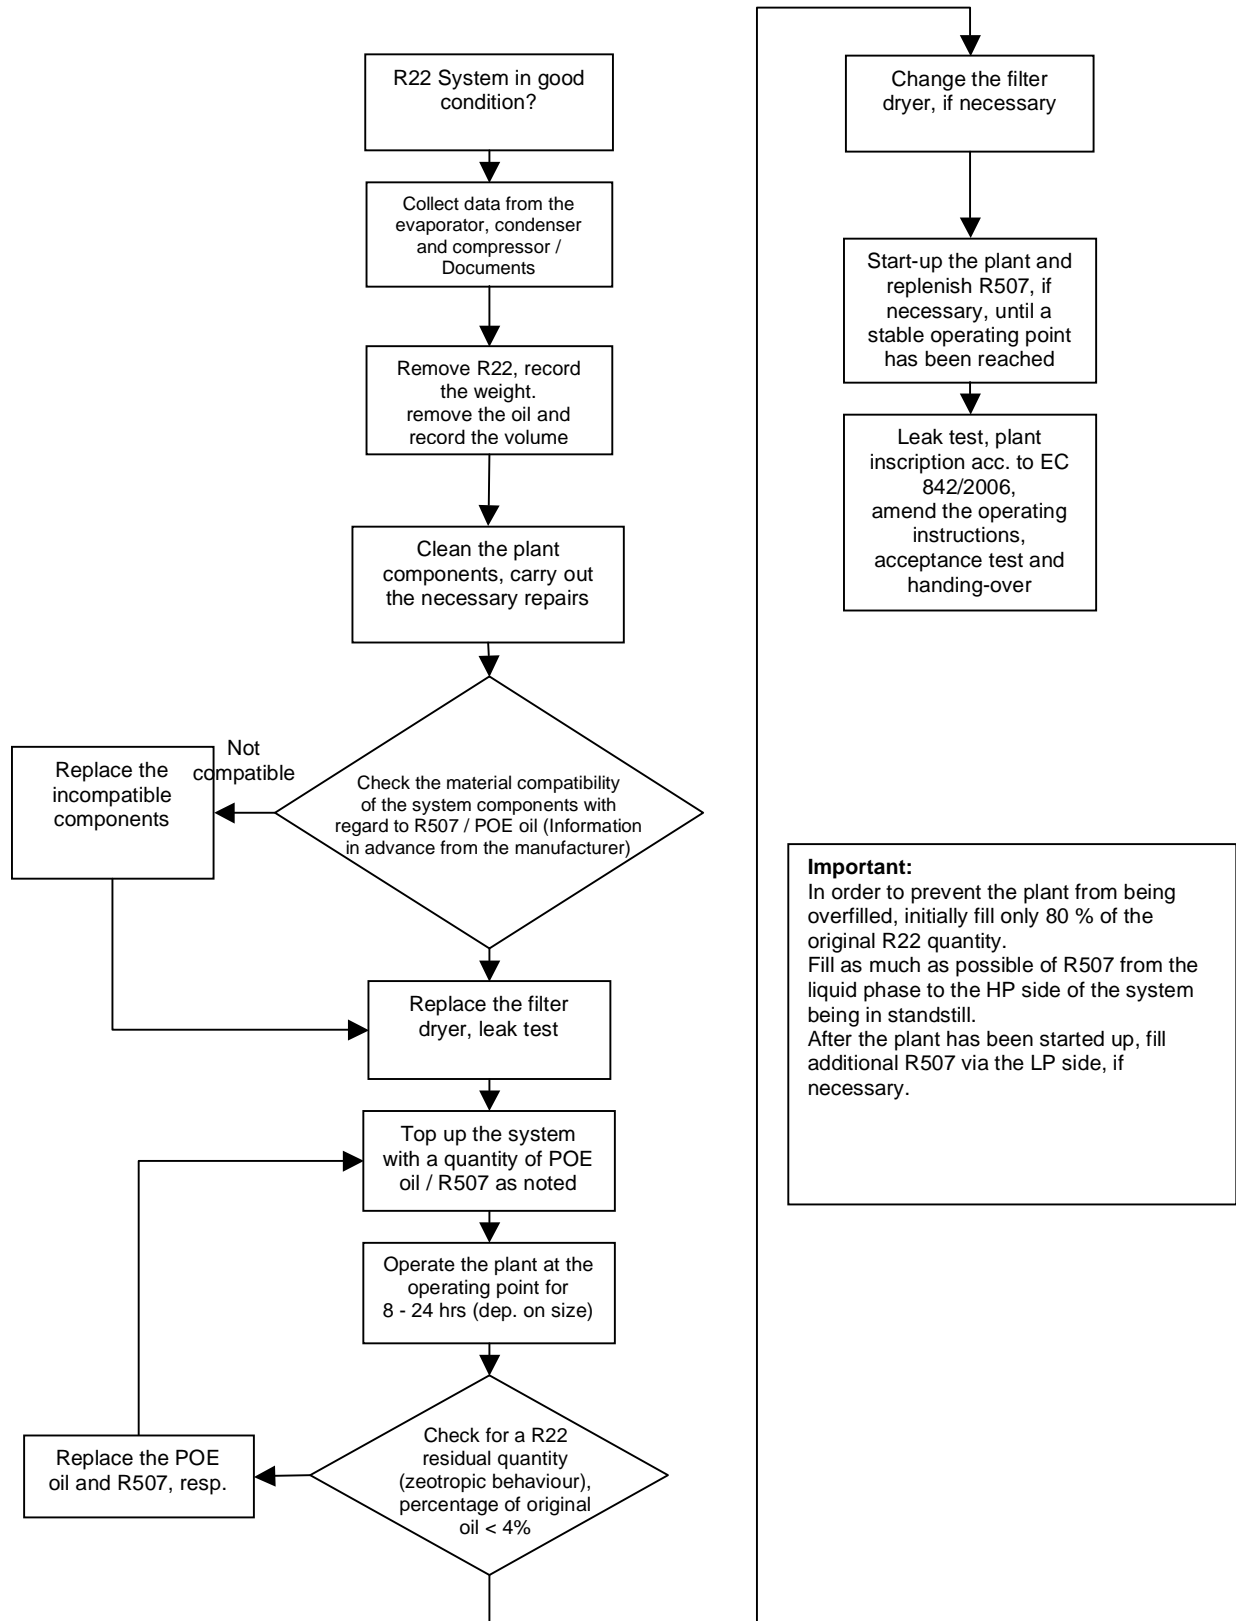 R22 System in good
condition?
Collect data from the
evaporator, condenser
and compressor /
Documents
Remove R22, record
the weight.
remove the oil and
record the volume
Clean the plant
components, carry out
the necessary repairs
Check the material compatibility
of the system components with
regard to R507 / POE oil (Information
in advance from the manufacturer)
Not
compatible
Replace the
incompatible
components
Replace the filter
dryer, leak test
Top up the system
with a quantity of POE
oil / R507 as noted
Operate the plant at the
operating point for
8 - 24 hrs (dep. on size)
Check for a R22
residual quantity
(zeotropic behaviour),
percentage of original
oil < 4%
Replace the POE
oil and R507, resp.
Change the filter
dryer, if necessary
Start-up the plant and
replenish R507, if
necessary, until a
stable operating point
has been reached
Leak test, plant
inscription acc. to EC
842/2006,
amend the operating
instructions,
acceptance test and
handing-over
Important:
In order to prevent the plant from being
overfilled, initially fill only 80 % of the
original R22 quantity.
Fill as much as possible of R507 from the
liquid phase to the HP side of the system
being in standstill.
After the plant has been started up, fill
additional R507 via the LP side, if
necessary.